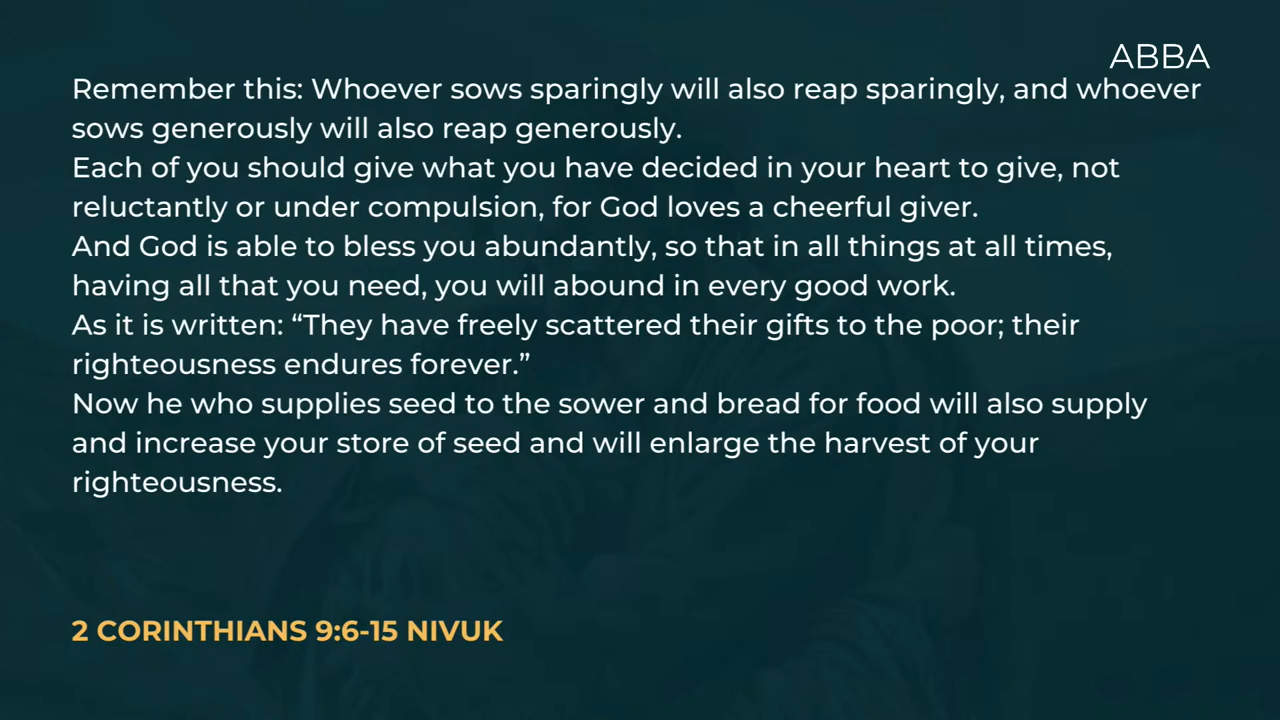 ABBA
Remember this: Whoever sows sparingly will also reap sparingly, and whoever
sows generously will also reap generously.
Each of you should give what you have decided in your heart to give, not
reluctantly or under compulsion, for God loves a cheerful giver.
And God is able to bless you abundantly, so that in all things at all times,
having all that you need, you will abound in every good work.
As it is written: “They have freely scattered their gifts to the poor; their
righteousness endures forever.”
Now he who supplies seed to the sower and bread for food will also supply
and increase your store of seed and will enlarge the harvest of your
righteousness.
2 CORINTHIANS 9:6-15 NIVUK